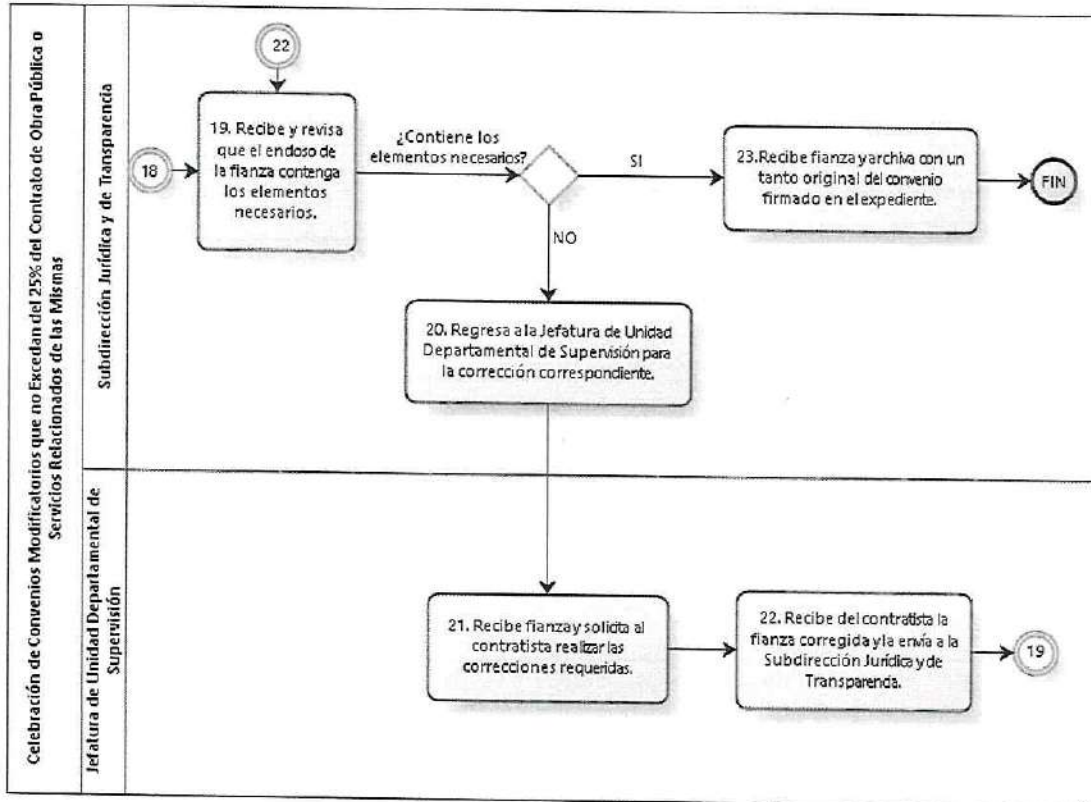 Celebración de Convenios Modificatorios que no Excedan del 25% del Contrato de Obra Pública o
Servicios Relacionados de las Mismas
Subdirección Jurídica y de Transparencia
22
18
19. Recibe y revisa
que el endoso de
la fianza contenga
los elementos
necesarios.
¿Contiene los
elementos necesarios?
SI
NO
23.Recibe fianza y archiva con un
tanto original del convenio
firmado en el expediente.
FIN
20. Regresa a la Jefatura de Unidad
Departamental de Supervisión para
la corrección correspondiente.
Jefatura de Unidad Departamental de
Supervisión
21. Recibe fianza y solicita al
contratista realizar las
correcciones requeridas.
22. Recibe del contratista la
fianza corregida y la envía a la
Subdirección Jurídica y de
Transparencia.
19